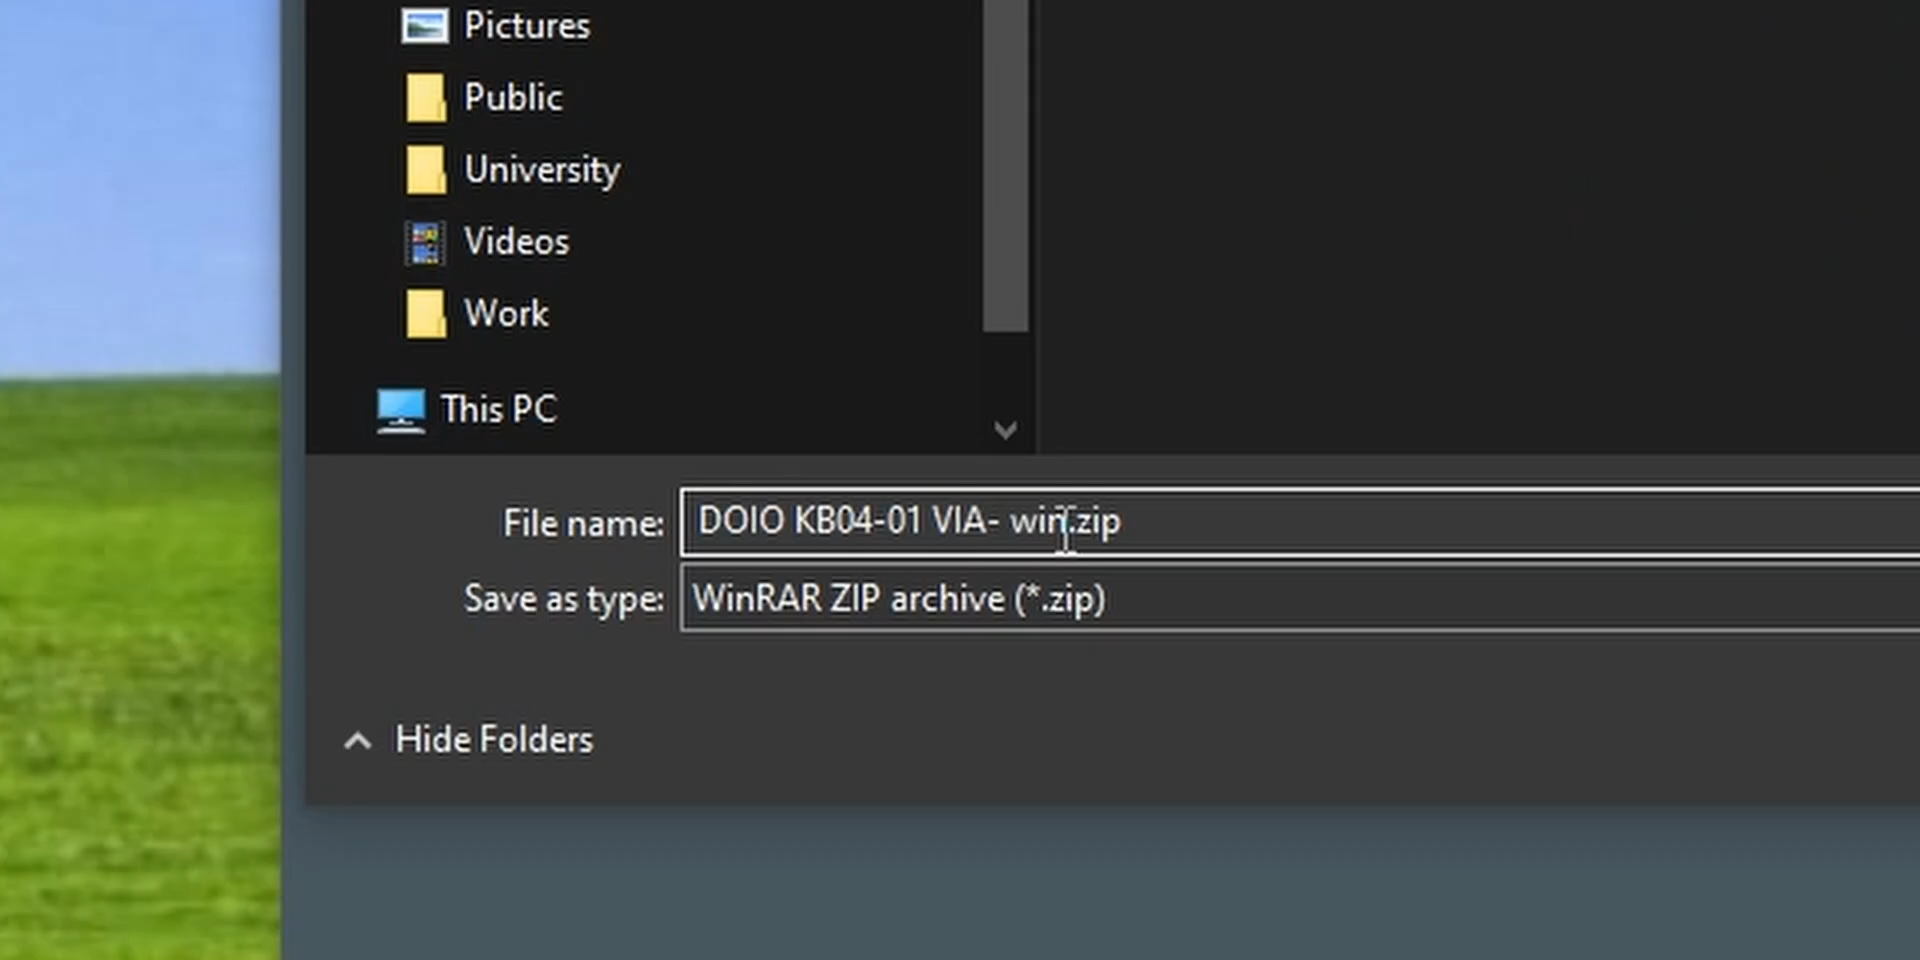 Pictures
Public
University
Videos
Work
This PC
File name: DOIO KB04-01 VIA- win.zip
Save as type: WinRAR ZIP archive (*.zip)
Hide Folders